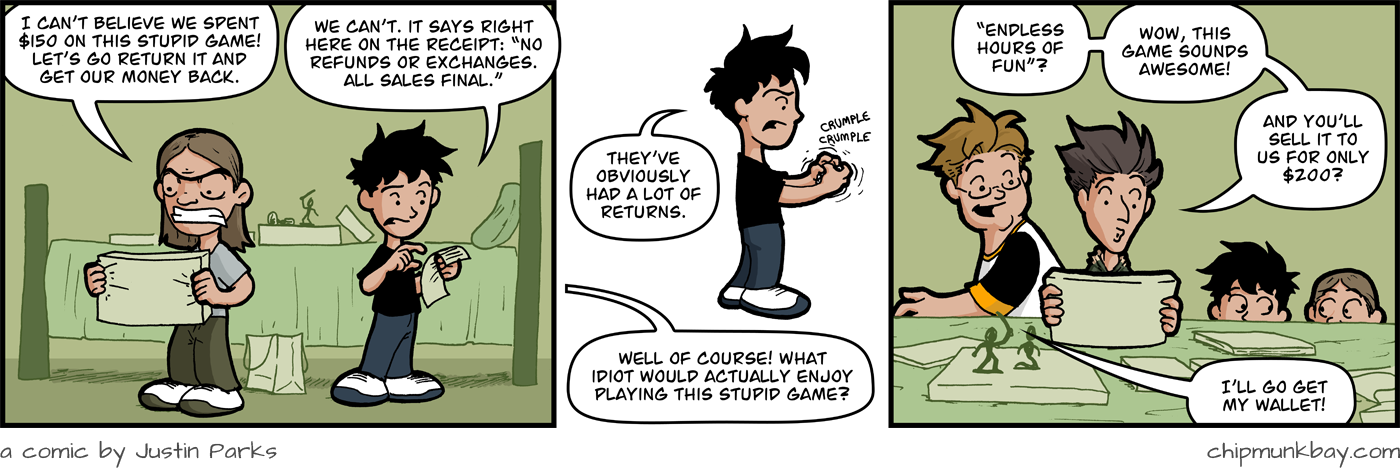 I CAN'T BELIEVE WE SPENT
$150 ON THIS STUPID GAME!
LET'S GO RETURN IT AND
GET OUR MONEY BACK.
WE CAN'T. IT SAYS RIGHT
HERE ON THE RECEIPT: "NO
REFUNDS OR EXCHANGES.
ALL SALES FINAL."
THEY'VE
OBVIOUSLY
HAD A LOT OF
RETURNS.
CRUMPLE
CRUMPLE
WELL OF COURSE! WHAT
IDIOT WOULD ACTUALLY ENJOY
PLAYING THIS STUPID GAME?
"ENDLESS
HOURS OF
FUN"?
WOW, THIS
GAME SOUNDS
AWESOME!
AND YOU'LL
SELL IT TO
US FOR ONLY
$200?
I'LL GO GET
MY WALLET!
a comic by Justin Parks
chipmunkbay.com